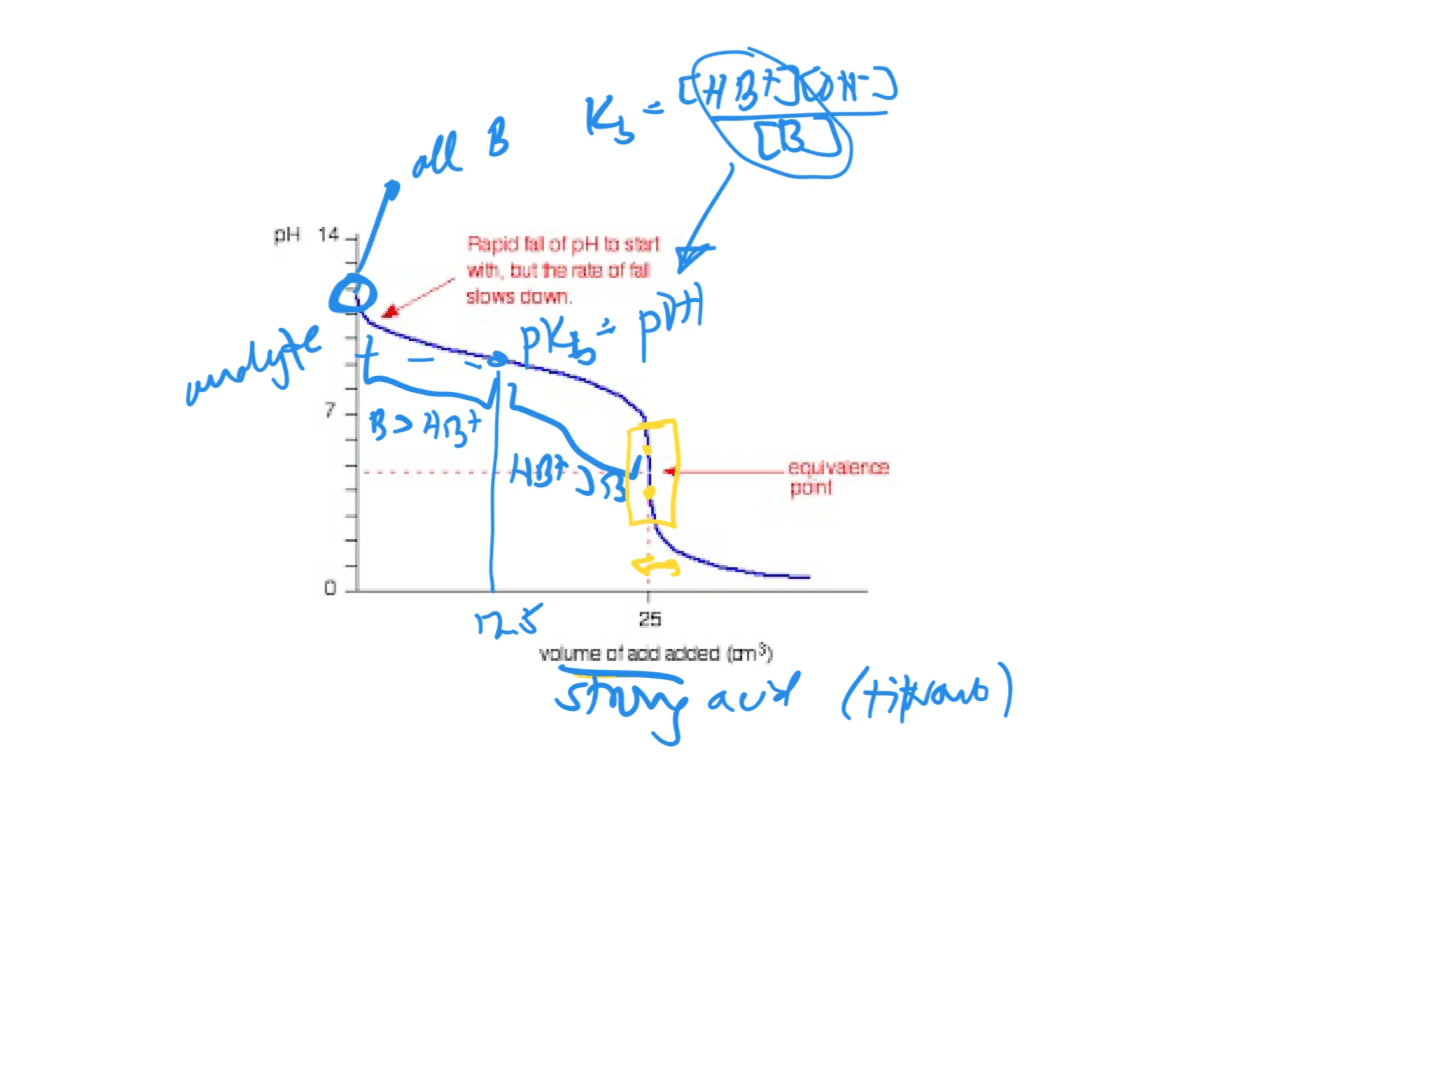 all B
K_b = [HB+][OH-]
[B]
pH 14
Rapid fall of pH to start
with, but the rate of fall
slows down.
pK_b = pOH
analyte
7
B > HB+
HB+ > B
equivalence
point
0
12.5
25
volume of acid added (cm³)
strong acid (titrant)